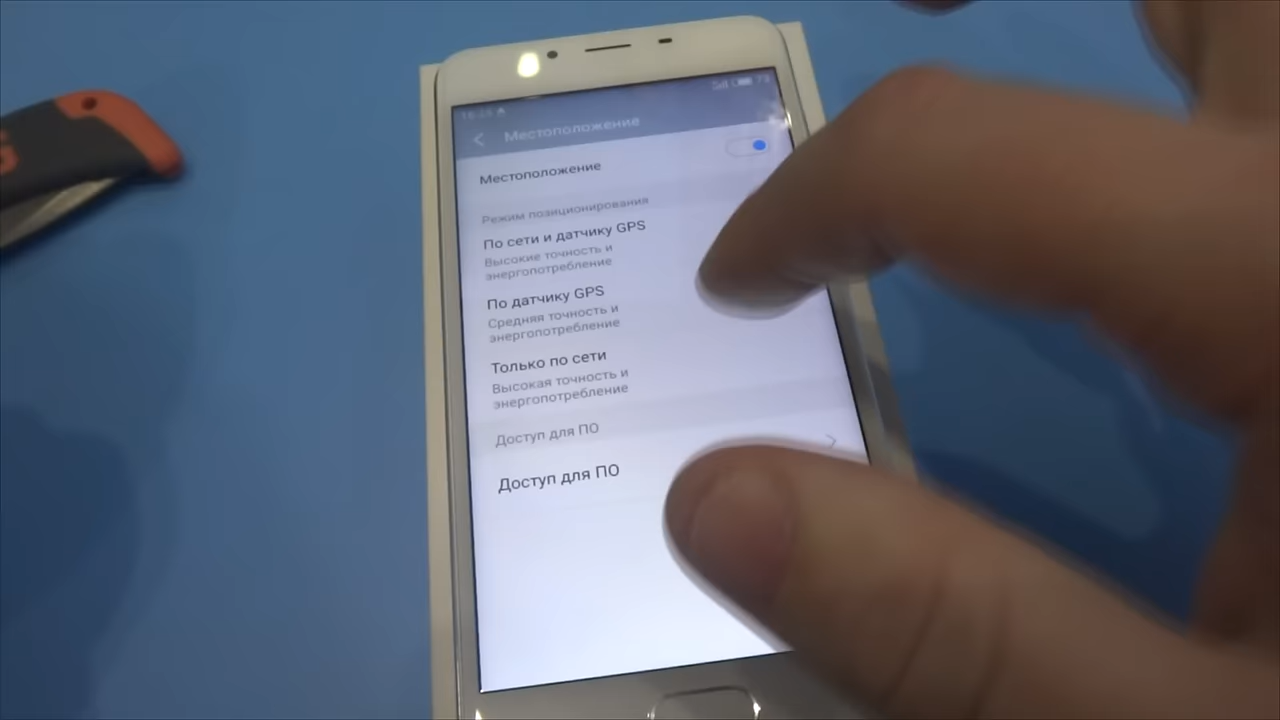 Местоположение
Местоположение
Режим позиционирования
По сети и датчику GPS
Высокие точность и
энергопотребление
По датчику GPS
Средняя точность и
энергопотребление
Только по сети
Высокая точность и
энергопотребление
Доступ для ПО
Доступ для ПО